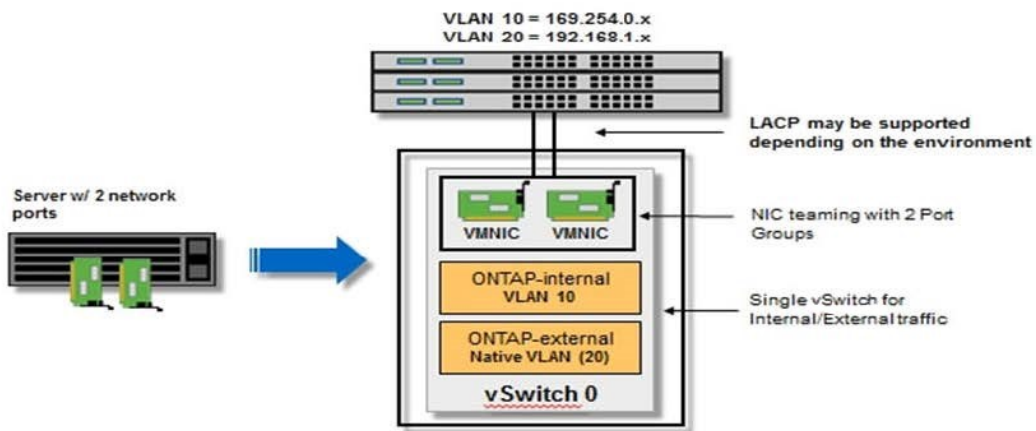 VLAN 10 = 169.254.0.x
VLAN 20 = 192.168.1.x
LACP may be supported
depending on the environment
Server w/ 2 network
ports
VMNIC VMNIC
NIC teaming with 2 Port
Groups
ONTAP-internal
VLAN 10
Single vSwitch for
Internal/External traffic
ONTAP-external
Native VLAN (20)
vSwitch 0